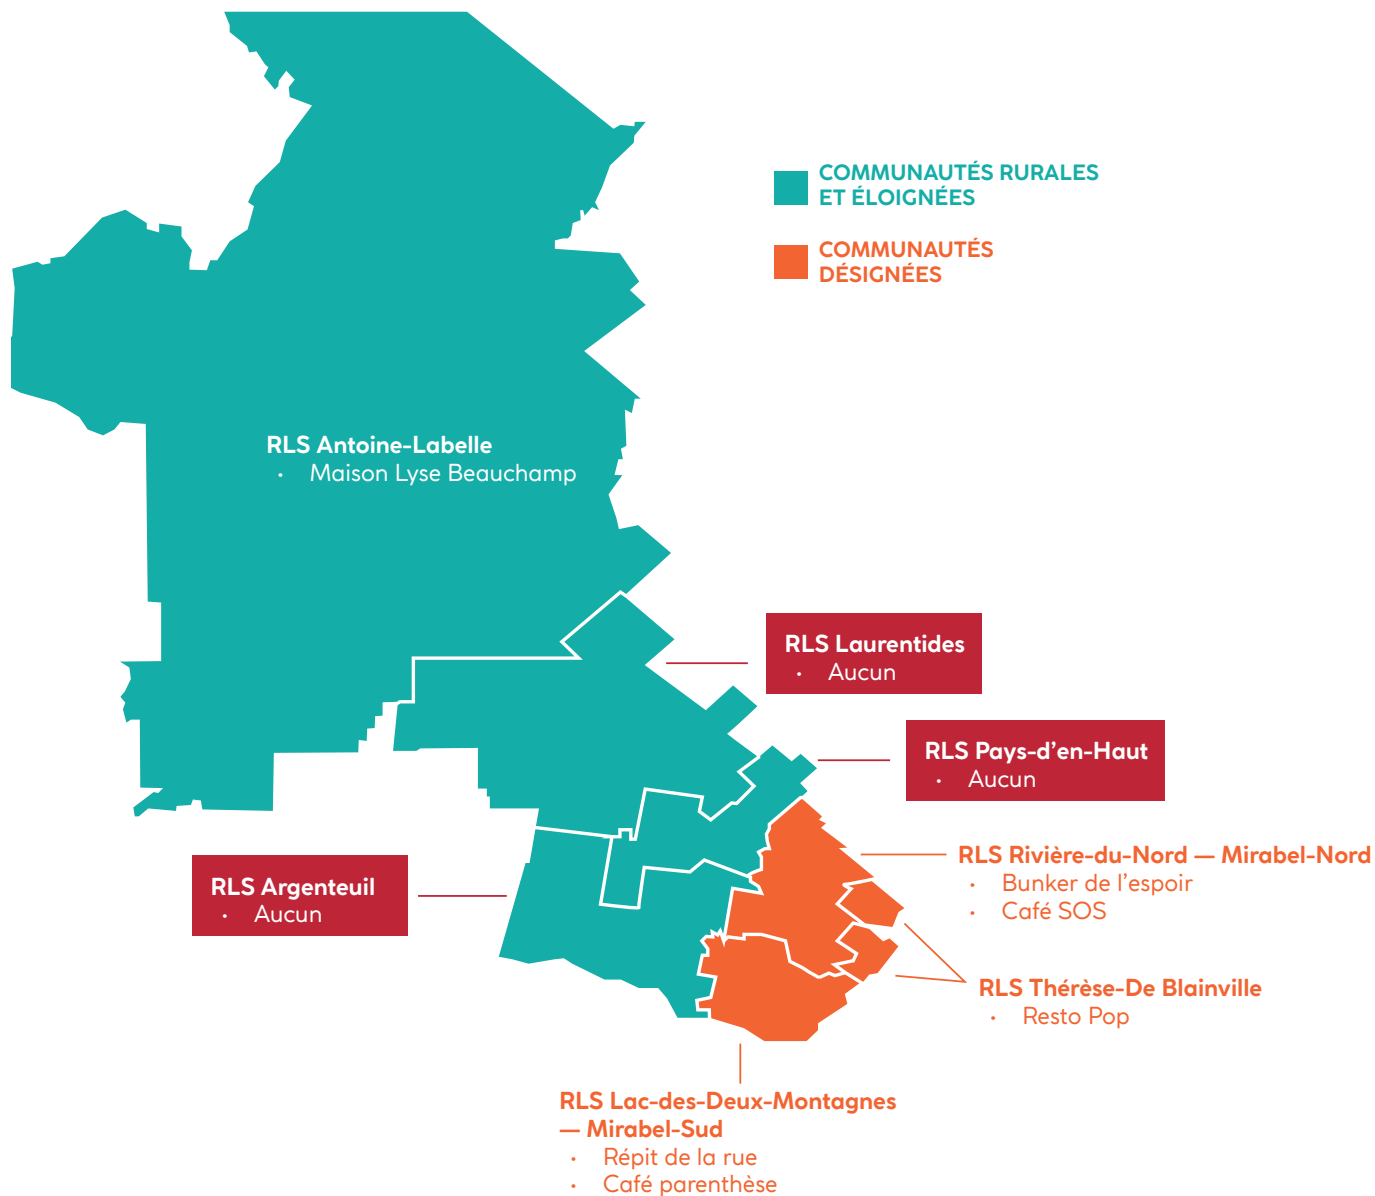 COMMUNAUTÉS RURALES
ET ÉLOIGNÉES
COMMUNAUTÉS
DÉSIGNÉES
RLS Antoine-Labelle
· Maison Lyse Beauchamp
RLS Laurentides
· Aucun
RLS Pays-d’en-Haut
· Aucun
RLS Rivière-du-Nord — Mirabel-Nord
· Bunker de l’espoir
· Café SOS
RLS Argenteuil
· Aucun
RLS Thérèse-De Blainville
· Resto Pop
RLS Lac-des-Deux-Montagnes
— Mirabel-Sud
· Répit de la rue
· Café parenthèse